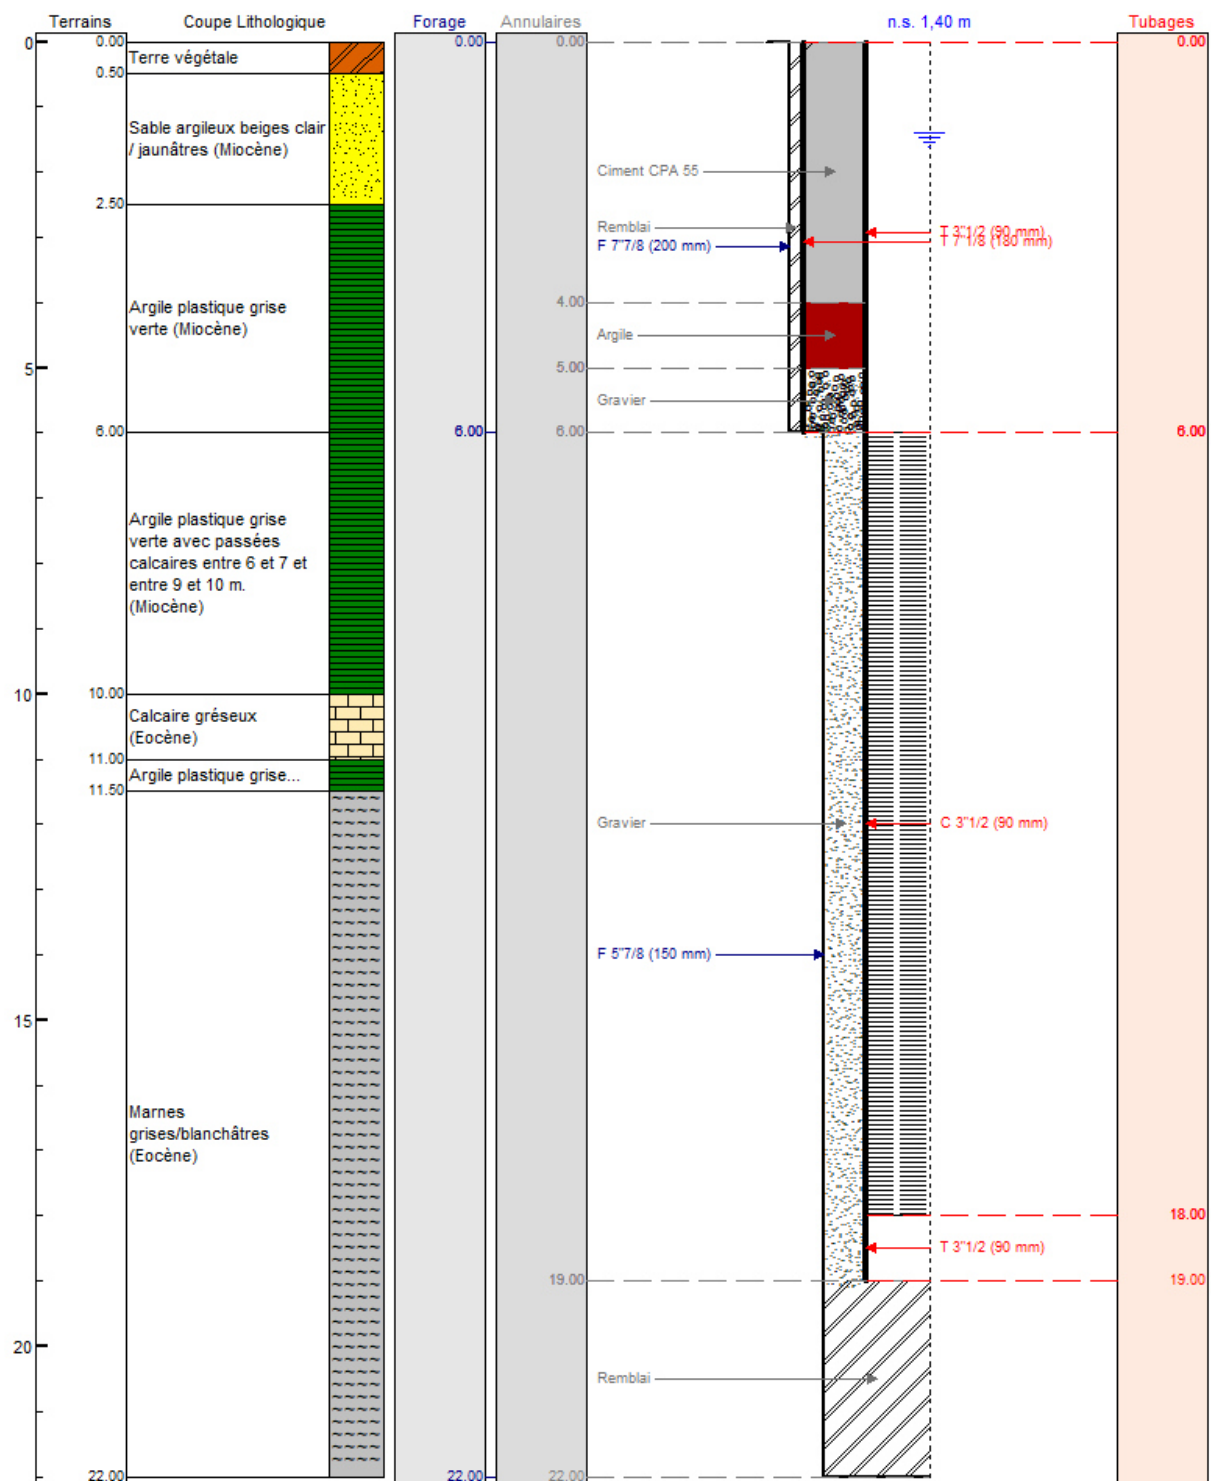 Terrains Coupe Lithologique Forage Annulaires n.s. 1,40 m Tubages
0 0.00 0.00 0.00 0.00
Terre végétale
0.50
Sable argileux beiges clair
/ jaunâtres (Miocène)
Ciment CPA 55
2.50
Remblai
T 3"1/2 (90 mm)
F 7"7/8 (200 mm) T 7"1/8 (180 mm)
Argile plastique grise
verte (Miocène)
4.00
Argile
5 5.00
Gravier
6.00 6.00 6.00 6.00
Argile plastique grise
verte avec passées
calcaires entre 6 et 7 et
entre 9 et 10 m.
(Miocène)
10 10.00
Calcaire gréseux
(Eocène)
11.00
Argile plastique grise...
11.50
Gravier C 3"1/2 (90 mm)
F 5"7/8 (150 mm)
15
Marnes
grises/blanchâtres
(Eocène)
18.00
T 3"1/2 (90 mm)
19.00 19.00
20
Remblai
22.00 22.00 22.00